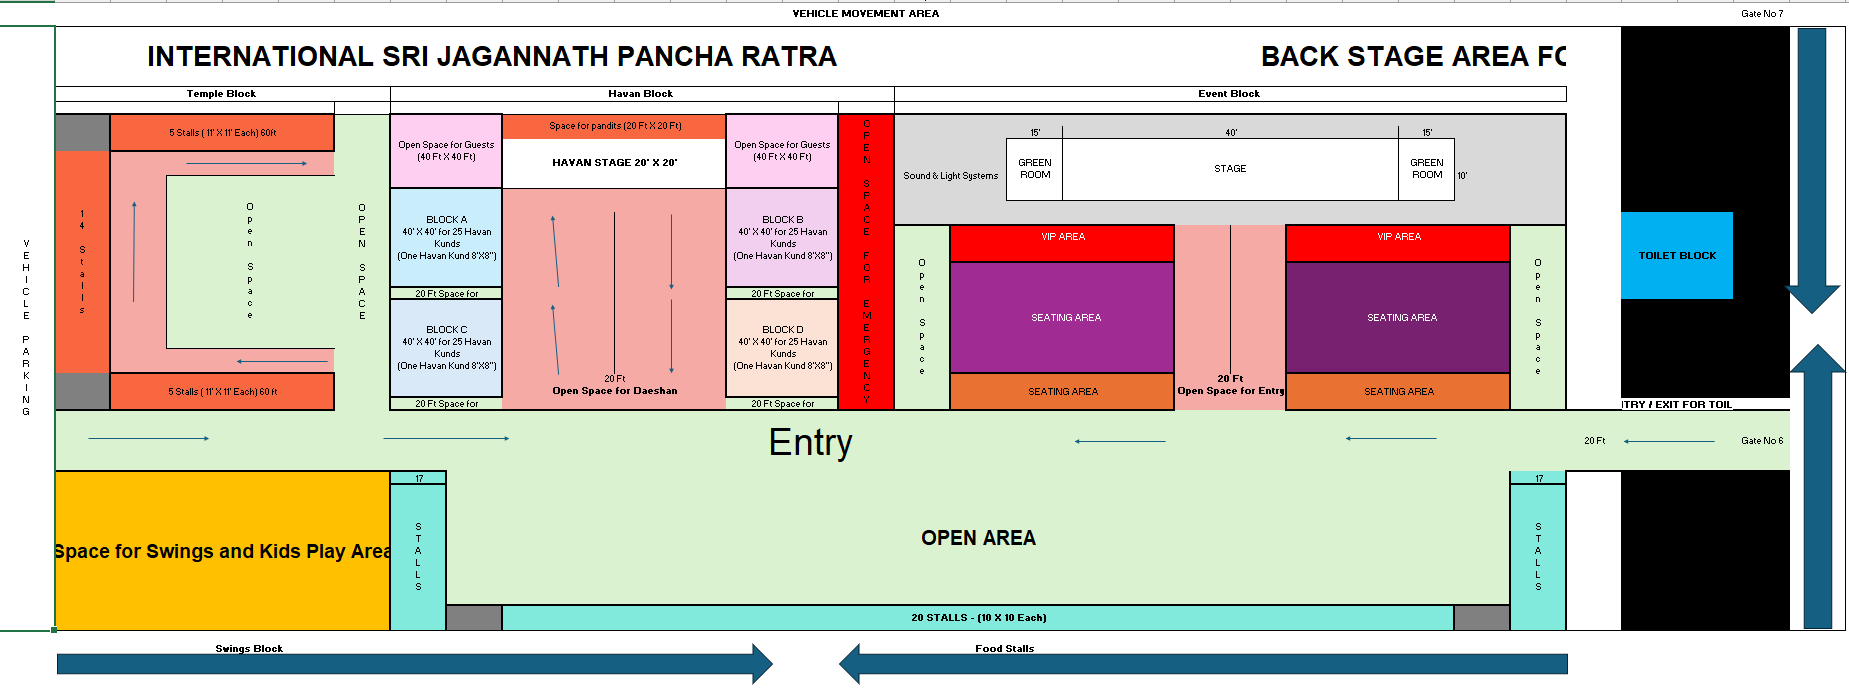 VEHICLE MOVEMENT AREA
Gate No 7
INTERNATIONAL SRI JAGANNATH PANCHA RATRA
BACK STAGE AREA FO
Temple Block
Havan Block
Event Block
VEHICLE PARKING
5 Stalls ( 11' X 11' Each) 60ft
14 Stalls
Open Space
OPEN SPACE
5 Stalls ( 11' X 11' Each) 60 ft
Open Space for Guests
(40 Ft X 40 Ft)
Space for pandits (20 Ft X 20 Ft)
HAVAN STAGE 20' X 20'
Open Space for Guests
(40 Ft X 40 Ft)
BLOCK A
40' X 40' for 25 Havan
Kunds
(One Havan Kund 8'X8")
BLOCK B
40' X 40' for 25 Havan
Kunds
(One Havan Kund 8'X8")
20 Ft Space for
20 Ft Space for
BLOCK C
40' X 40' for 25 Havan
Kunds
(One Havan Kund 8'X8")
BLOCK D
40' X 40' for 25 Havan
Kunds
(One Havan Kund 8'X8")
20 Ft
Open Space for Daeshan
20 Ft Space for
20 Ft Space for
OPEN SPACE FOR EMERGENCY
15'
40'
15'
Sound & Light Systems
GREEN
ROOM
STAGE
GREEN
ROOM
10'
Open Space
VIP AREA
VIP AREA
SEATING AREA
SEATING AREA
Open Space
20 Ft
Open Space for Entry
SEATING AREA
SEATING AREA
TOILET BLOCK
TRY / EXIT FOR TOIL
Entry
20 Ft
Gate No 6
17
17
Space for Swings and Kids Play Area
STALLS
OPEN AREA
STALLS
20 STALLS - (10 X 10 Each)
Swings Block
Food Stalls